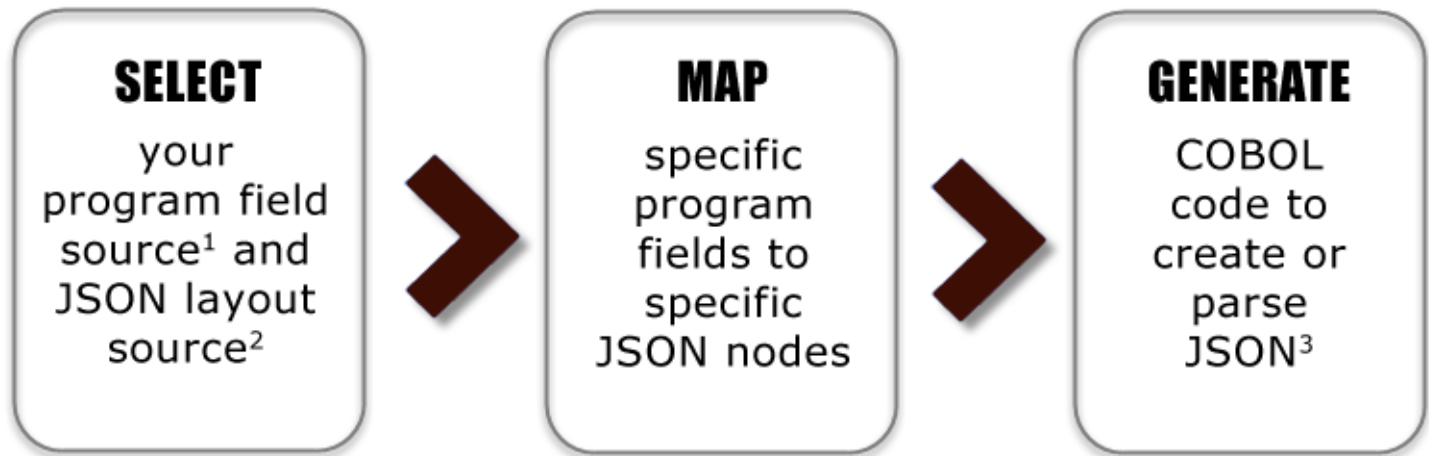 SELECT
your
program field
source¹ and
JSON layout
source²
MAP
specific
program
fields to
specific
JSON nodes
GENERATE
COBOL
code to
create or
parse
JSON³